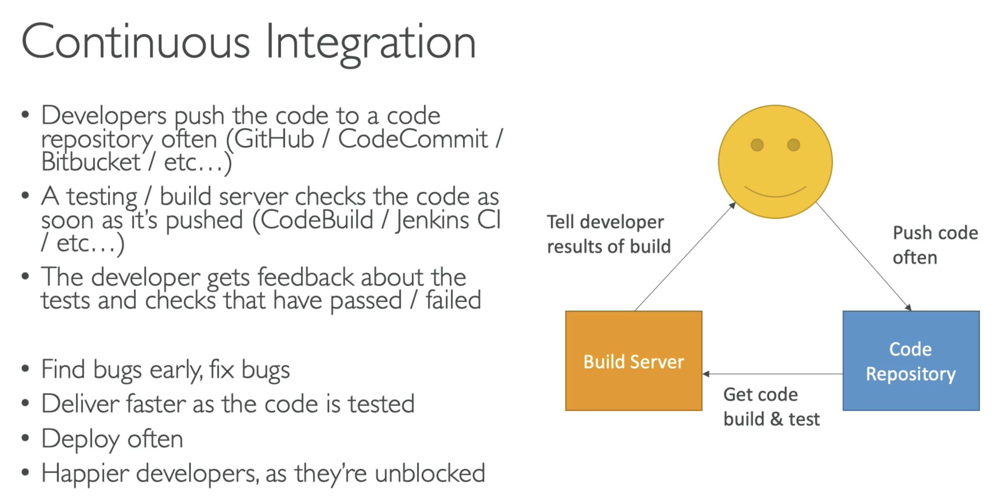 Continuous Integration
• Developers push the code to a code
repository often (GitHub / CodeCommit /
Bitbucket / etc…)
• A testing / build server checks the code as
soon as it’s pushed (CodeBuild / Jenkins CI
/ etc…)
• The developer gets feedback about the
tests and checks that have passed / failed
• Find bugs early, fix bugs
• Deliver faster as the code is tested
• Deploy often
• Happier developers, as they’re unblocked
Tell developer
results of build
Push code
often
Build Server
Code
Repository
Get code
build & test